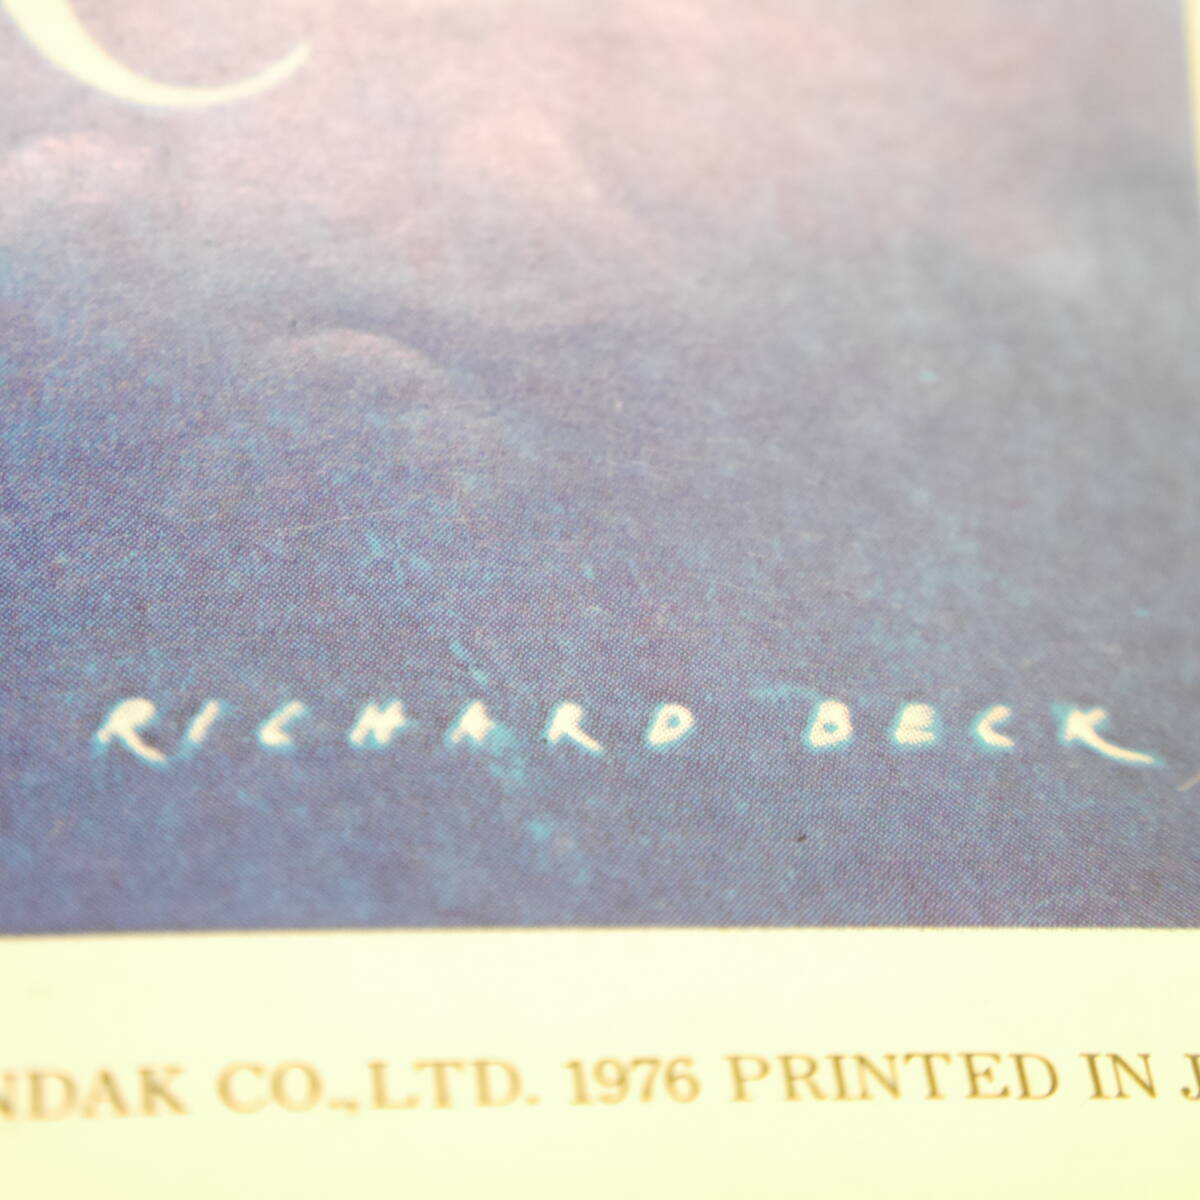 C
RICHARD BECK
NDAK CO.,LTD. 1976 PRINTED IN J